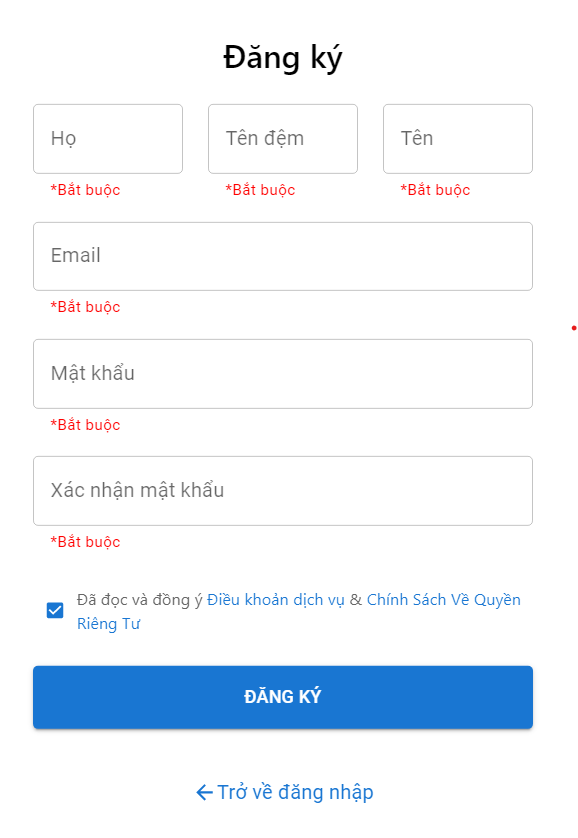 Đăng ký
Họ Tên đệm Tên
*Bắt buộc *Bắt buộc *Bắt buộc
Email
*Bắt buộc
Mật khẩu
*Bắt buộc
Xác nhận mật khẩu
*Bắt buộc
Đã đọc và đồng ý Điều khoản dịch vụ & Chính Sách Về Quyền
Riêng Tư
ĐĂNG KÝ
Trở về đăng nhập